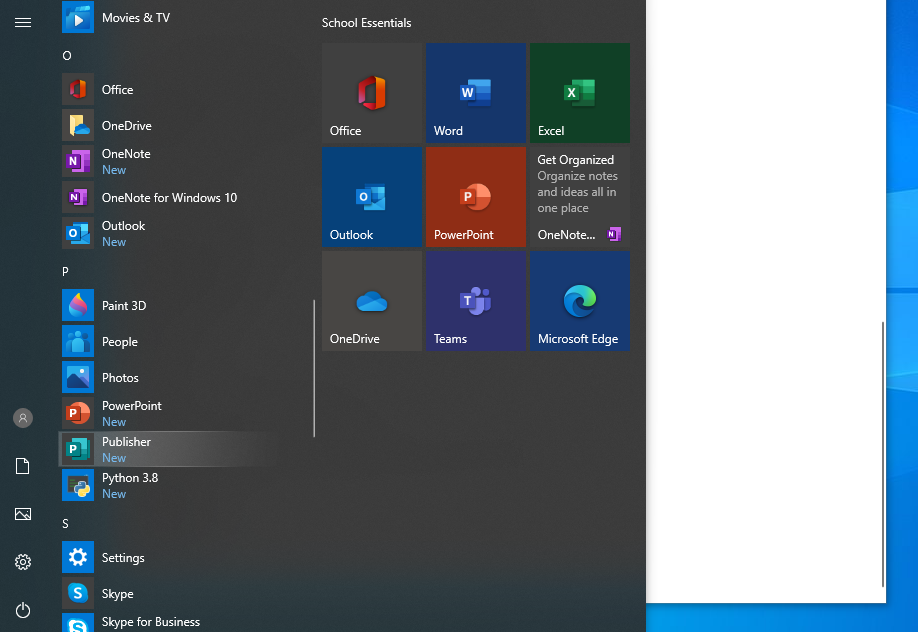 Movies & TV
O
Office
OneDrive
OneNote
New
OneNote for Windows 10
Outlook
New
P
Paint 3D
People
Photos
PowerPoint
New
Publisher
New
Python 3.8
New
S
Settings
Skype
Skype for Business
School Essentials
Office
Word
Excel
Outlook
PowerPoint
Get Organized
Organize notes
and ideas all in
one place
OneNote...
OneDrive
Teams
Microsoft Edge